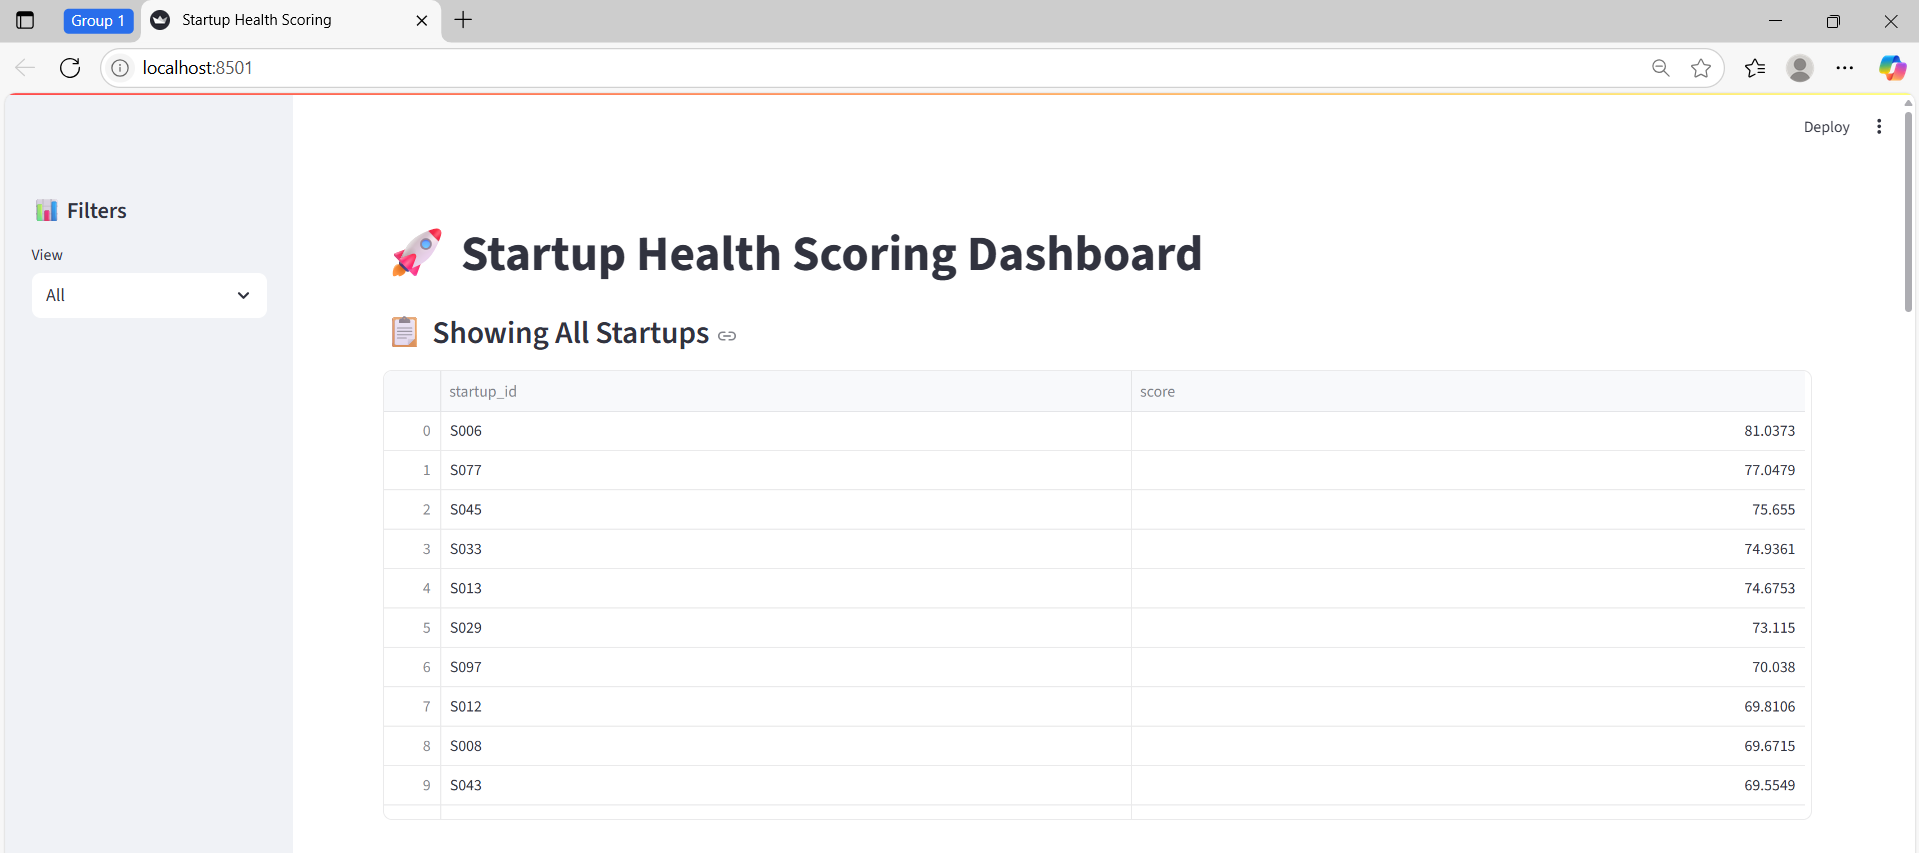 Group 1
Startup Health Scoring
localhost:8501
Deploy
Filters
View
All
Startup Health Scoring Dashboard
Showing All Startups
startup_id score
0 S006 81.0373
1 S077 77.0479
2 S045 75.655
3 S033 74.9361
4 S013 74.6753
5 S029 73.115
6 S097 70.038
7 S012 69.8106
8 S008 69.6715
9 S043 69.5549